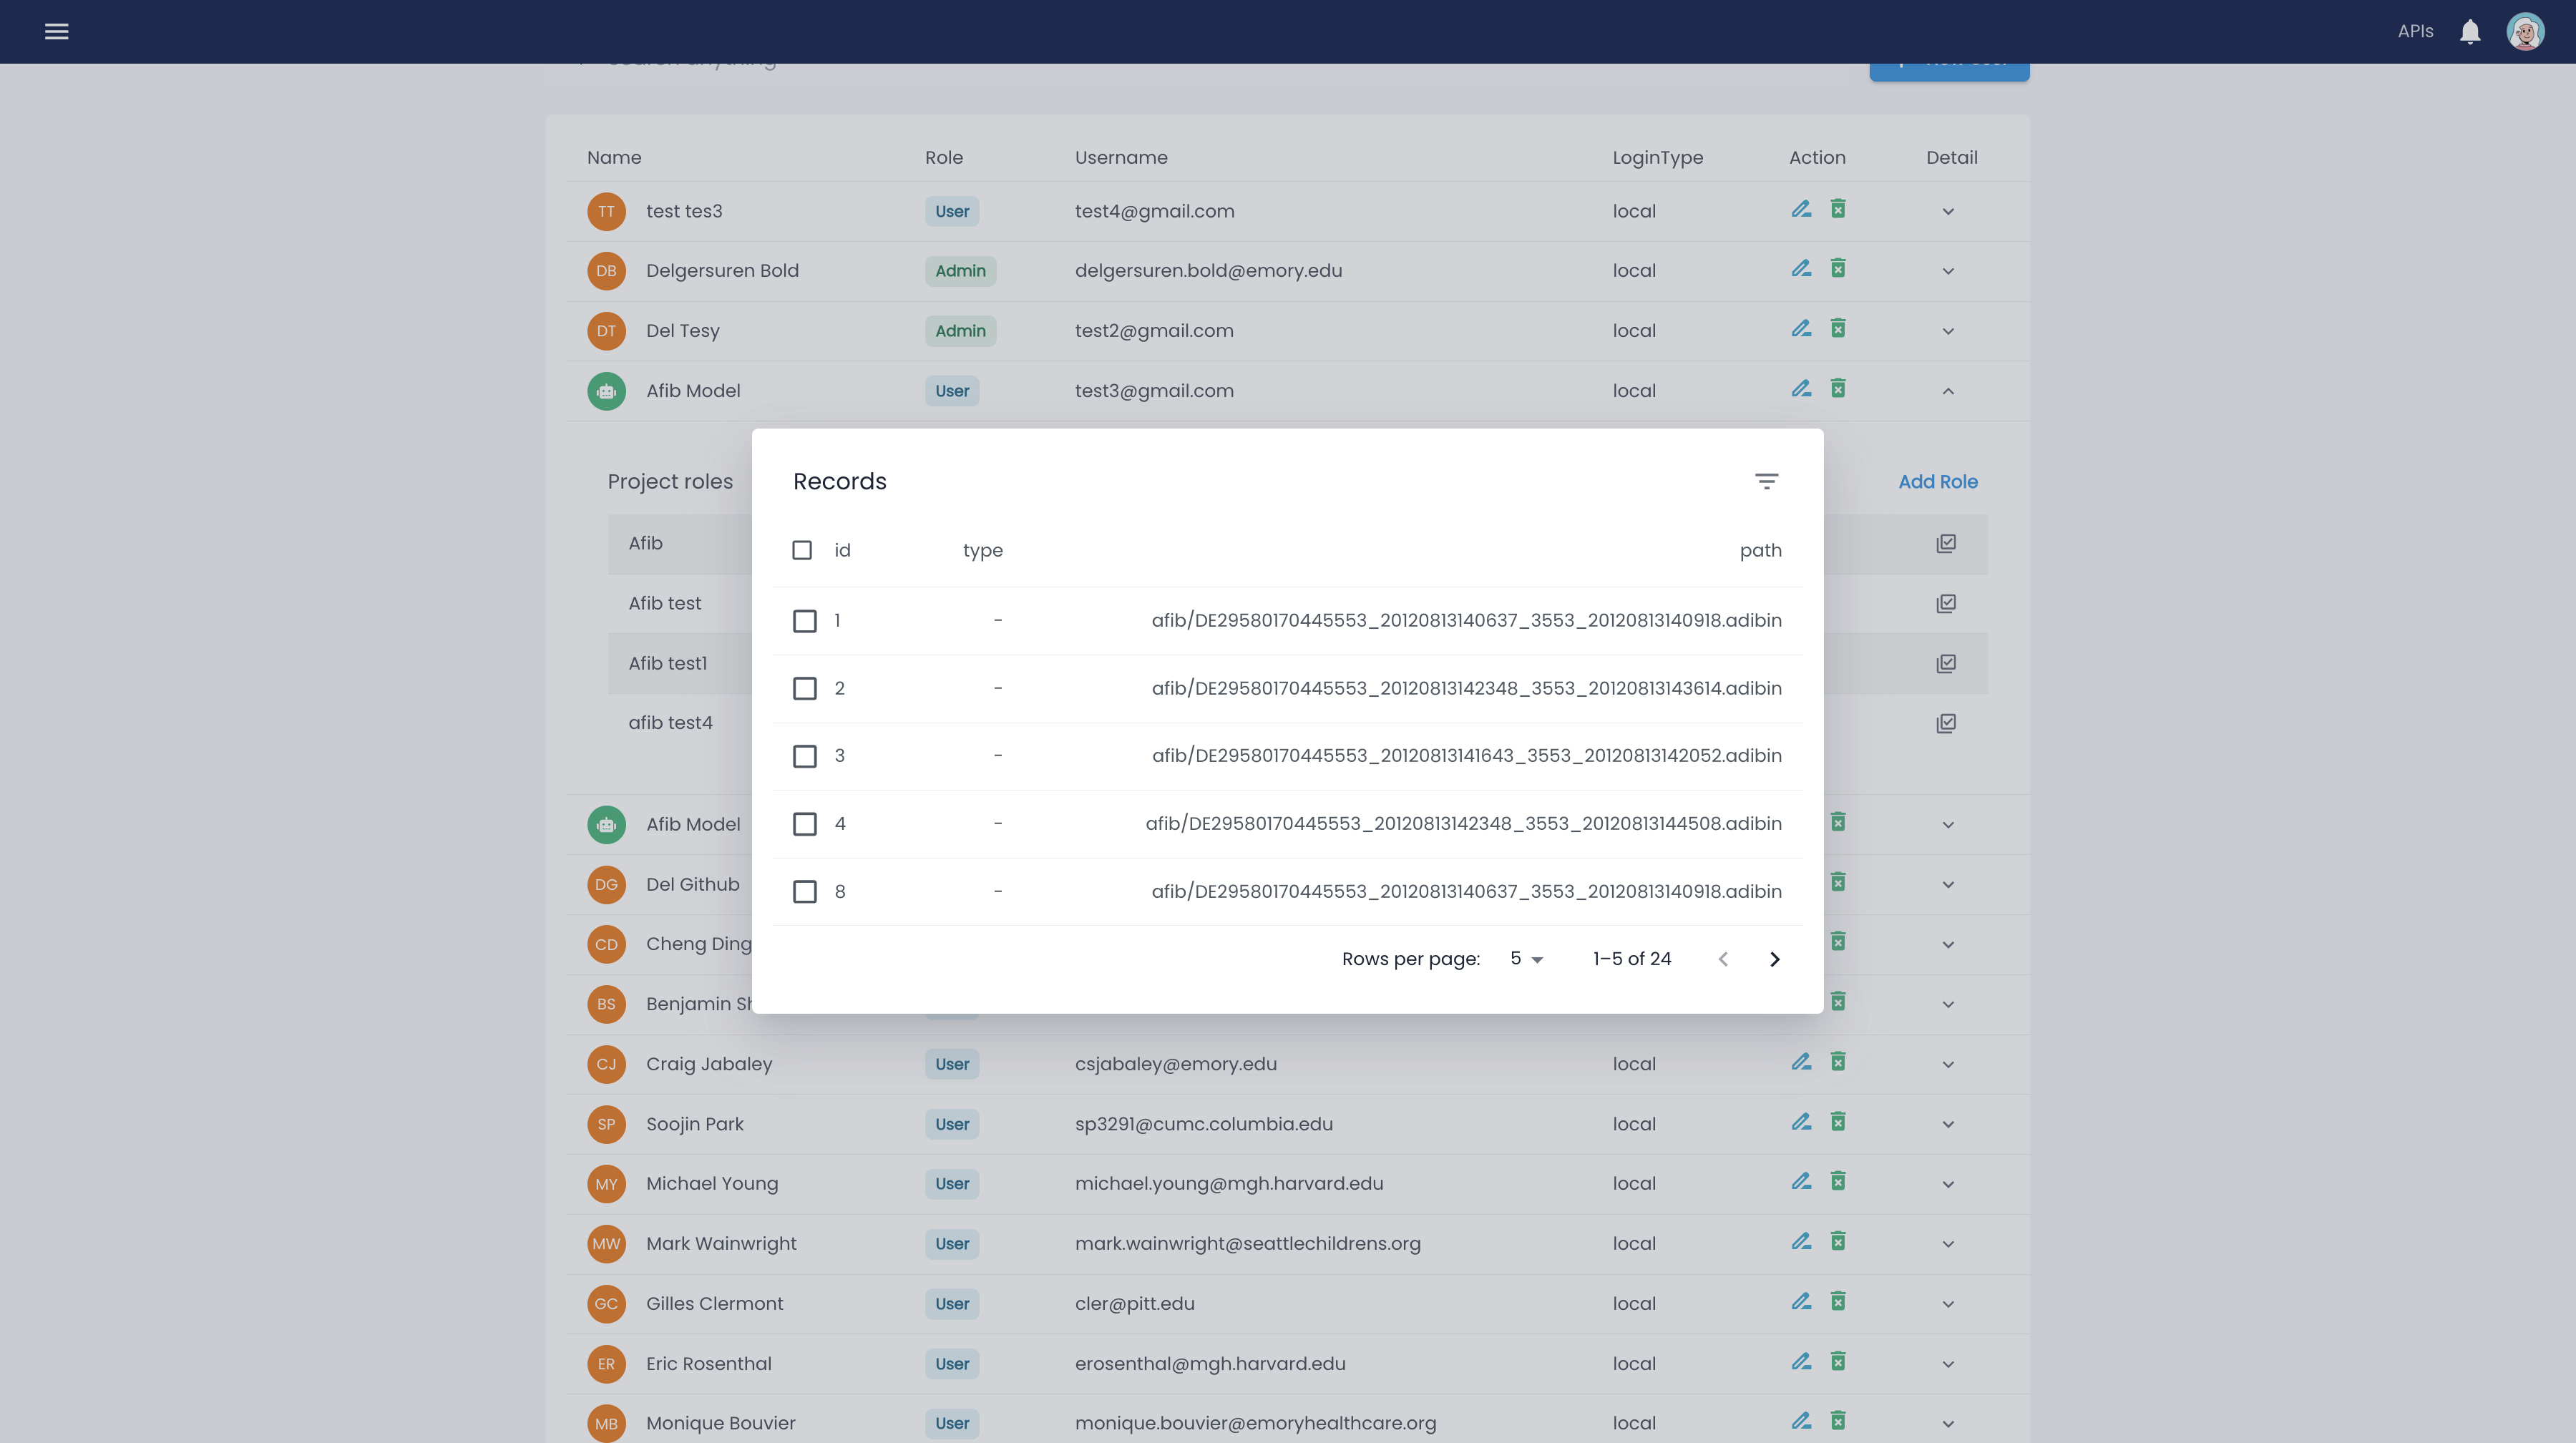 APIs
Search anything
New User
Name Role Username LoginType Action Detail
TT test tes3 User test4@gmail.com local
DB Delgersuren Bold Admin delgersuren.bold@emory.edu local
DT Del Tesy Admin test2@gmail.com local
Afib Model User test3@gmail.com local
Project roles Add Role
Afib
Afib test
Afib test1
afib test4
Records
id type path
1 - afib/DE29580170445553_20120813140637_3553_20120813140918.adibin
2 - afib/DE29580170445553_20120813142348_3553_20120813143614.adibin
3 - afib/DE29580170445553_20120813141643_3553_20120813142052.adibin
4 - afib/DE29580170445553_20120813142348_3553_20120813144508.adibin
8 - afib/DE29580170445553_20120813140637_3553_20120813140918.adibin
Rows per page: 5 1–5 of 24
Afib Model
DG Del Github
CD Cheng Ding
BS Benjamin Sh
CJ Craig Jabaley User csjabaley@emory.edu local
SP Soojin Park User sp3291@cumc.columbia.edu local
MY Michael Young User michael.young@mgh.harvard.edu local
MW Mark Wainwright User mark.wainwright@seattlechildrens.org local
GC Gilles Clermont User cler@pitt.edu local
ER Eric Rosenthal User erosenthal@mgh.harvard.edu local
MB Monique Bouvier User monique.bouvier@emoryhealthcare.org local